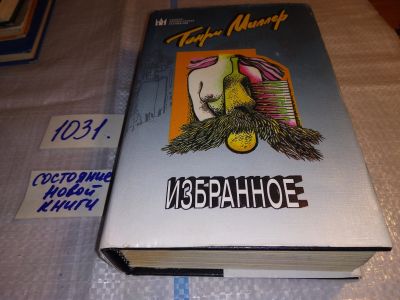 Генри Миллер
ИЗБРАННОЕ
1031.
СОСТОЯНИЕ
НОВОЙ
КНИГИ